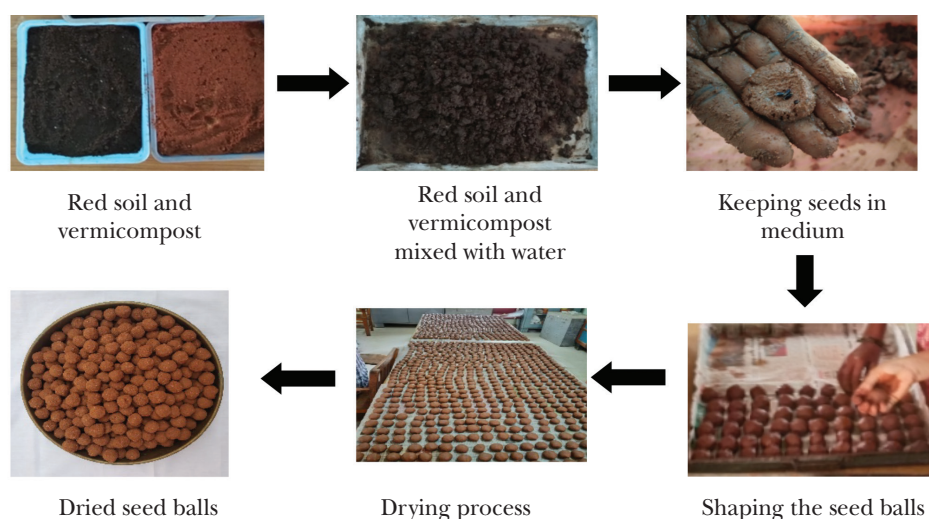 Red soil and
vermicompost
Red soil and
vermicompost
mixed with water
Keeping seeds in
medium
Shaping the seed balls
Drying process
Dried seed balls